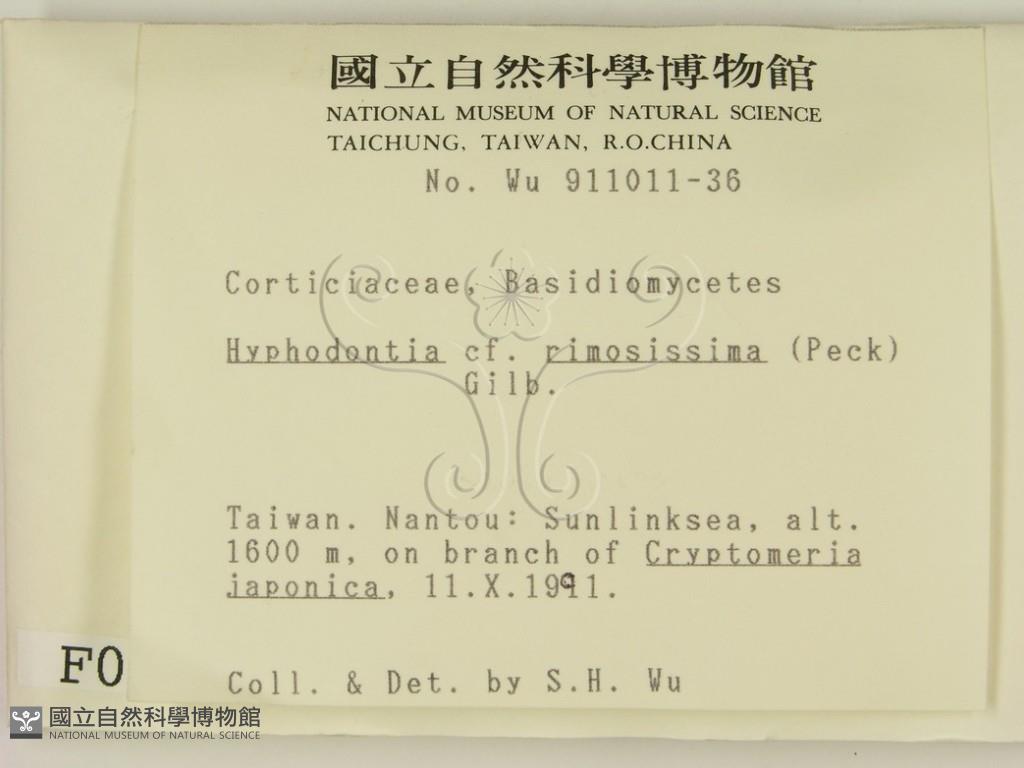 國立自然科學博物館
NATIONAL MUSEUM OF NATURAL SCIENCE
TAICHUNG, TAIWAN, R.O.CHINA
No. Wu 911011-36
Corticiaceae, Basidiomycetes
Hyphodontia cf. rimosissima (Peck)
Gilb.
Taiwan. Nantou: Sunlinksea, alt.
1600 m, on branch of Cryptomeria
japonica, 11.X.1991.
Coll. & Det. by S.H. Wu
F0
國立自然科學博物館
NATIONAL MUSEUM OF NATURAL SCIENCE